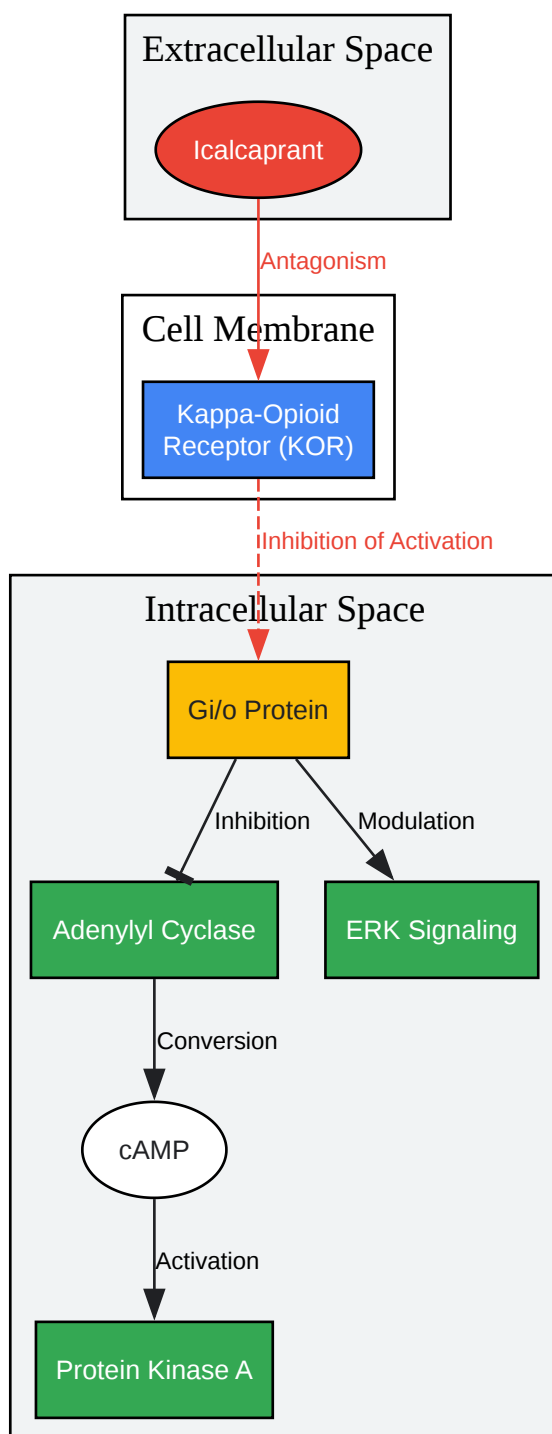 Extracellular Space
Icalcaprant
Antagonism
Cell Membrane
Kappa-Opioid
Receptor (KOR)
Inhibition of Activation
Intracellular Space
Gi/o Protein
Inhibition
Modulation
Adenylyl Cyclase
ERK Signaling
Conversion
cAMP
Activation
Protein Kinase A